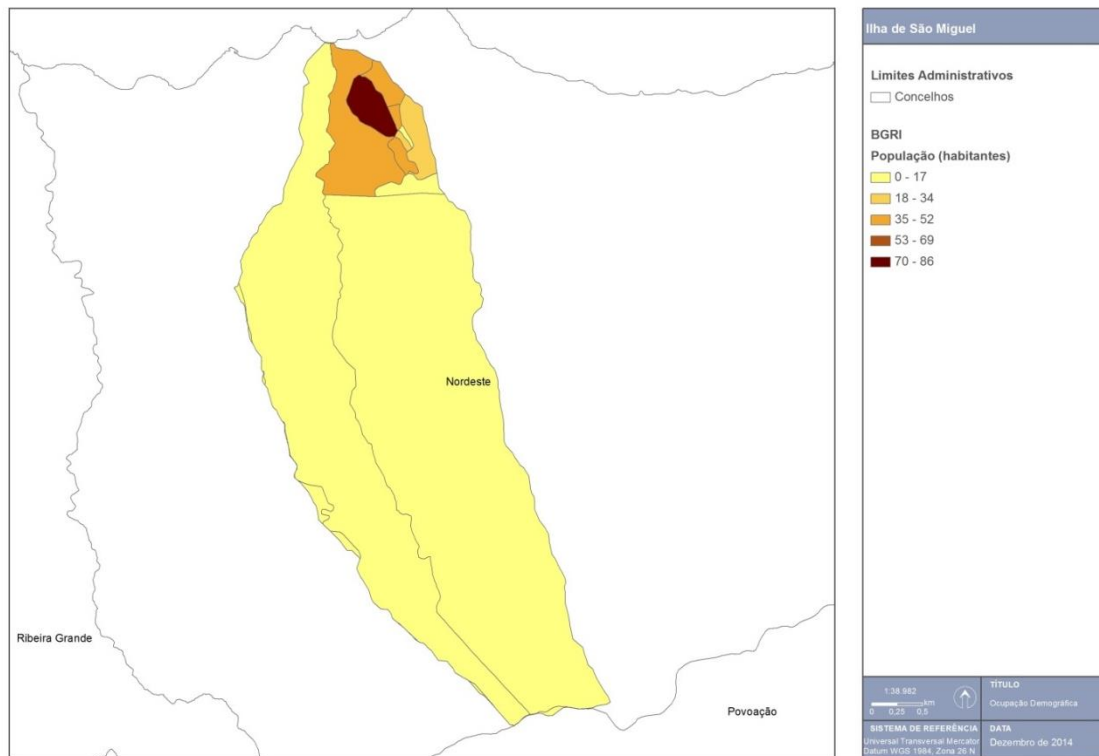 Nordeste
Ribeira Grande
Povoação
Ilha de São Miguel
Limites Administrativos
Concelhos
BGRI
População (habitantes)
0 - 17
18 - 34
35 - 52
53 - 69
70 - 86
1:38.982
km
0 0,25 0,5
TÍTULO
Ocupação Demográfica
SISTEMA DE REFERÊNCIA
Universal Transversal Mercator
Datum WGS 1984, Zona 26 N
DATA
Dezembro de 2014